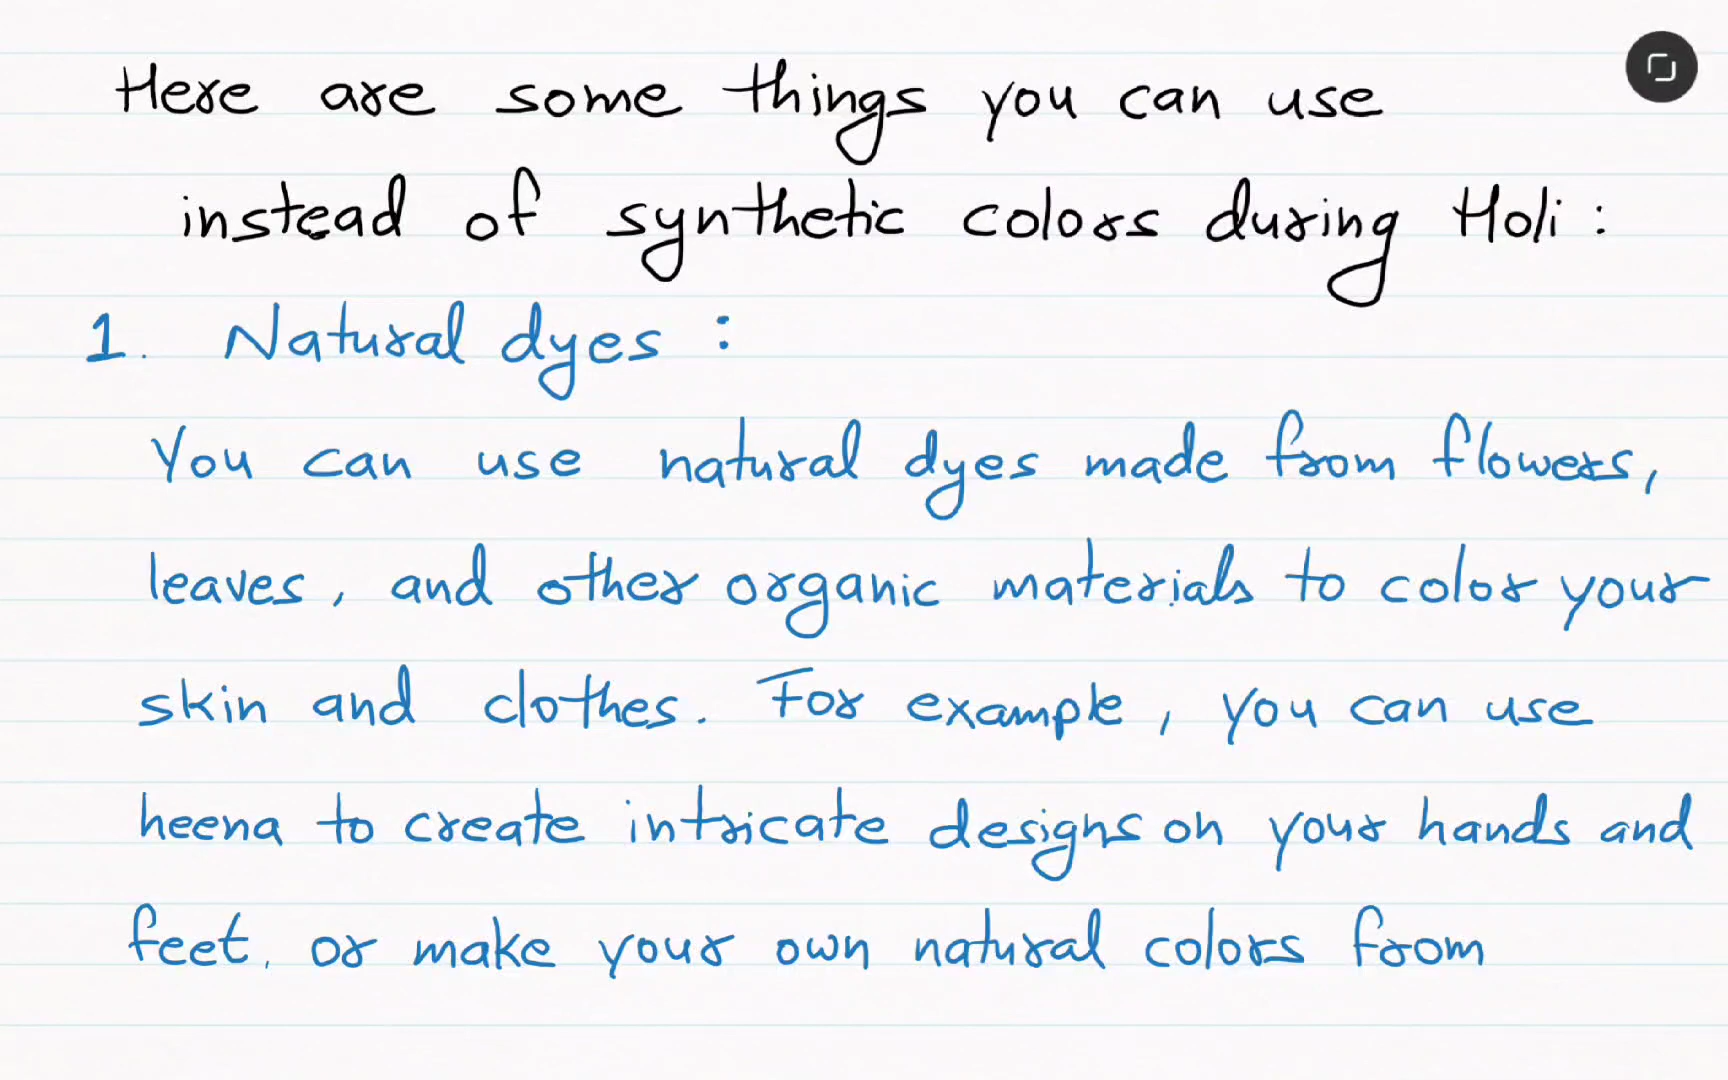 Here are some things you can use
instead of synthetic colors during Holi :
1. Natural dyes :
You can use natural dyes made from flowers,
leaves, and other organic materials to color your
skin and clothes. For example, you can use
heena to create intricate designs on your hands and
feet, or make your own natural colors from